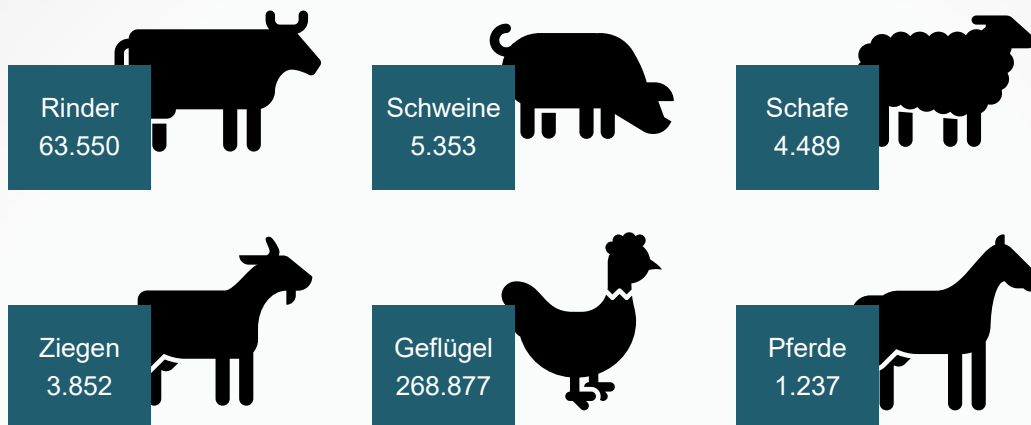 Rinder
63.550
Schweine
5.353
Schafe
4.489
Ziegen
3.852
Geflügel
268.877
Pferde
1.237